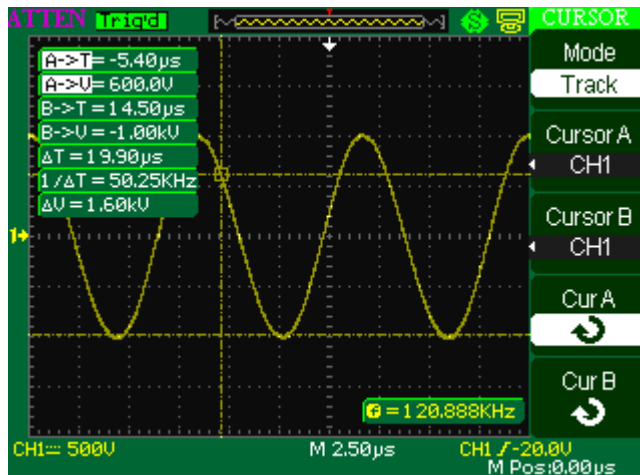 ATTEN Trig'd CURSOR
A->T = -5.40µs
A->V = 600.0V
B->T = 14.50µs
B->V = -1.00kV
ΔT = 19.90µs
1/ΔT = 50.25KHz
ΔV = 1.60kV
Mode
Track
Cursor A
CH1
Cursor B
CH1
Cur A
Cur B
1
f = 120.888KHz
CH1 500V M 2.50µs CH1 -20.0V
M Pos:0.00µs